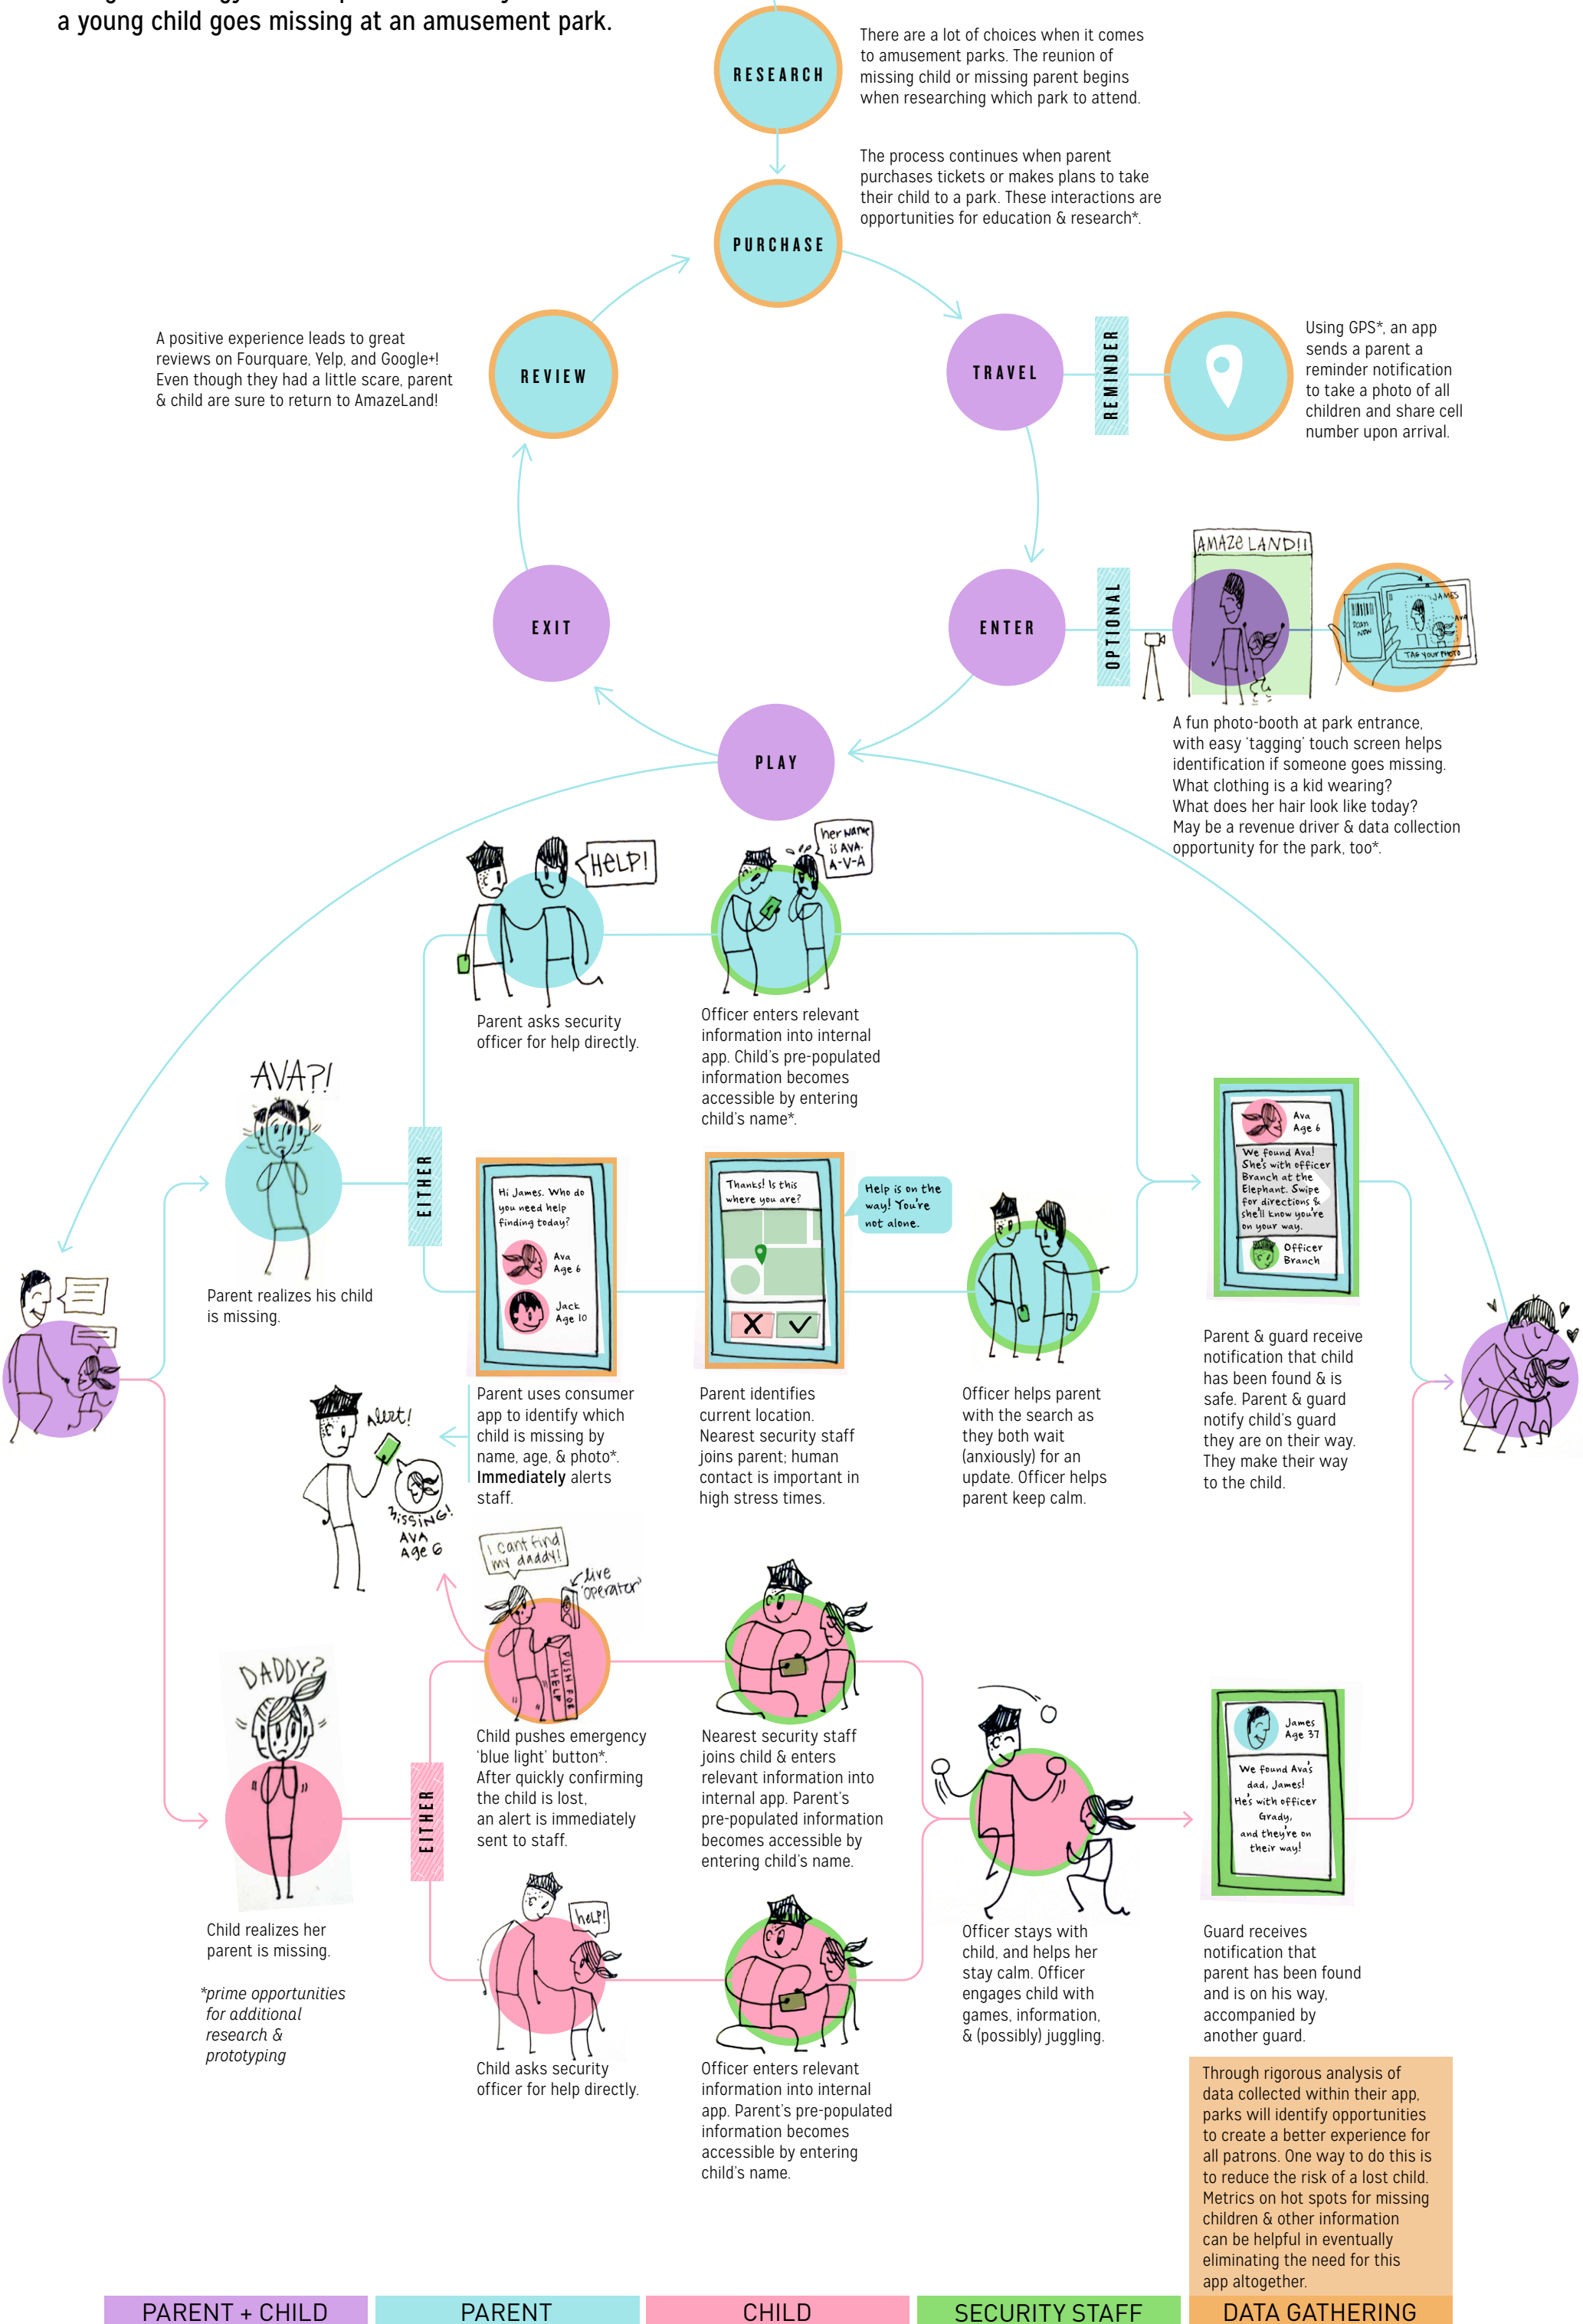 a young child goes missing at an amusement park.
RESEARCH
There are a lot of choices when it comes
to amusement parks. The reunion of
missing child or missing parent begins
when researching which park to attend.
PURCHASE
The process continues when parent
purchases tickets or makes plans to take
their child to a park. These interactions are
opportunities for education & research*.
REVIEW
A positive experience leads to great
reviews on Fourquare, Yelp, and Google+!
Even though they had a little scare, parent
& child are sure to return to AmazeLand!
TRAVEL
REMINDER
Using GPS*, an app
sends a parent a
reminder notification
to take a photo of all
children and share cell
number upon arrival.
EXIT
ENTER
OPTIONAL
AMAZE LAND!!
SCAN
NOW
JAMES
AVA
TAG YOUR PHOTO
A fun photo-booth at park entrance,
with easy 'tagging' touch screen helps
identification if someone goes missing.
What clothing is a kid wearing?
What does her hair look like today?
May be a revenue driver & data collection
opportunity for the park, too*.
PLAY
HELP!
her name
is AVA.
A-V-A
Parent asks security
officer for help directly.
Officer enters relevant
information into internal
app. Child's pre-populated
information becomes
accessible by entering
child's name*.
AVA?!
Parent realizes his child
is missing.
EITHER
Hi James. Who do
you need help
finding today?
Ava
Age 6
Jack
Age 10
Thanks! Is this
where you are?
X ✓
Help is on the
way! You're
not alone.
Ava
Age 6
We found Ava!
She's with officer
Branch at the
Elephant. Swipe
for directions &
she'll know you're
on your way.
Officer
Branch
Alert!
MISSING!
AVA
Age 6
Parent uses consumer
app to identify which
child is missing by
name, age, & photo*.
Immediately alerts
staff.
Parent identifies
current location.
Nearest security staff
joins parent; human
contact is important in
high stress times.
Officer helps parent
with the search as
they both wait
(anxiously) for an
update. Officer helps
parent keep calm.
Parent & guard receive
notification that child
has been found & is
safe. Parent & guard
notify child's guard
they are on their way.
They make their way
to the child.
DADDY?
Child realizes her
parent is missing.
*prime opportunities
for additional
research &
prototyping
EITHER
I cant find
my daddy!
live
'operator'
PUSH FOR
HELP
Child pushes emergency
'blue light' button*.
After quickly confirming
the child is lost,
an alert is immediately
sent to staff.
Nearest security staff
joins child & enters
relevant information into
internal app. Parent's
pre-populated information
becomes accessible by
entering child's name.
help!
Child asks security
officer for help directly.
Officer enters relevant
information into internal
app. Parent's pre-populated
information becomes
accessible by entering
child's name.
Officer stays with
child, and helps her
stay calm. Officer
engages child with
games, information,
& (possibly) juggling.
James
Age 37
We found Ava's
dad, James!
He's with officer
Grady,
and they're on
their way!
Guard receives
notification that
parent has been found
and is on his way,
accompanied by
another guard.
Through rigorous analysis of
data collected within their app,
parks will identify opportunities
to create a better experience for
all patrons. One way to do this is
to reduce the risk of a lost child.
Metrics on hot spots for missing
children & other information
can be helpful in eventually
eliminating the need for this
app altogether.
PARENT + CHILD
PARENT
CHILD
SECURITY STAFF
DATA GATHERING